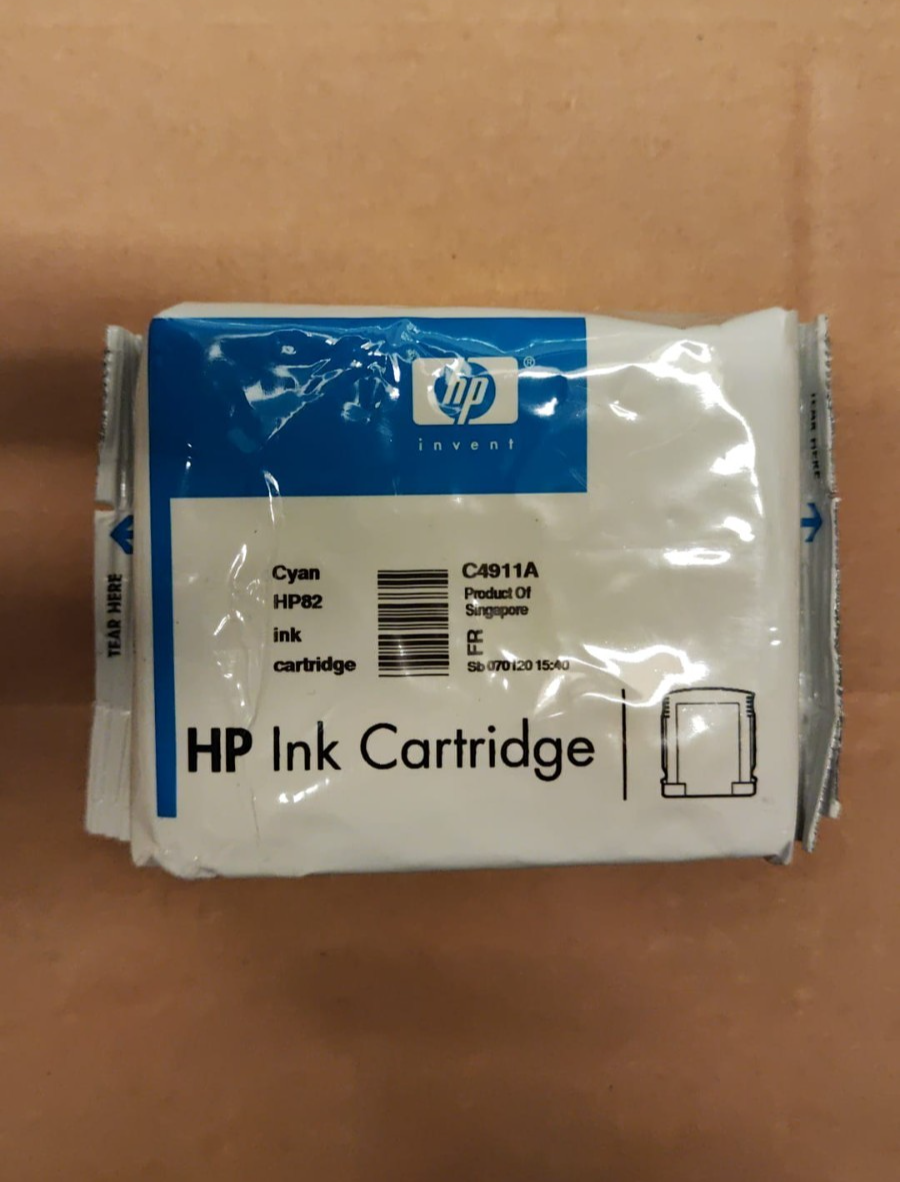 hp
®
invent
Cyan
HP82
ink
cartridge
C4911A
Product Of
Singapore
FR
Sb 070120 15:40
HP Ink Cartridge
TEAR HERE
TEAR HERE